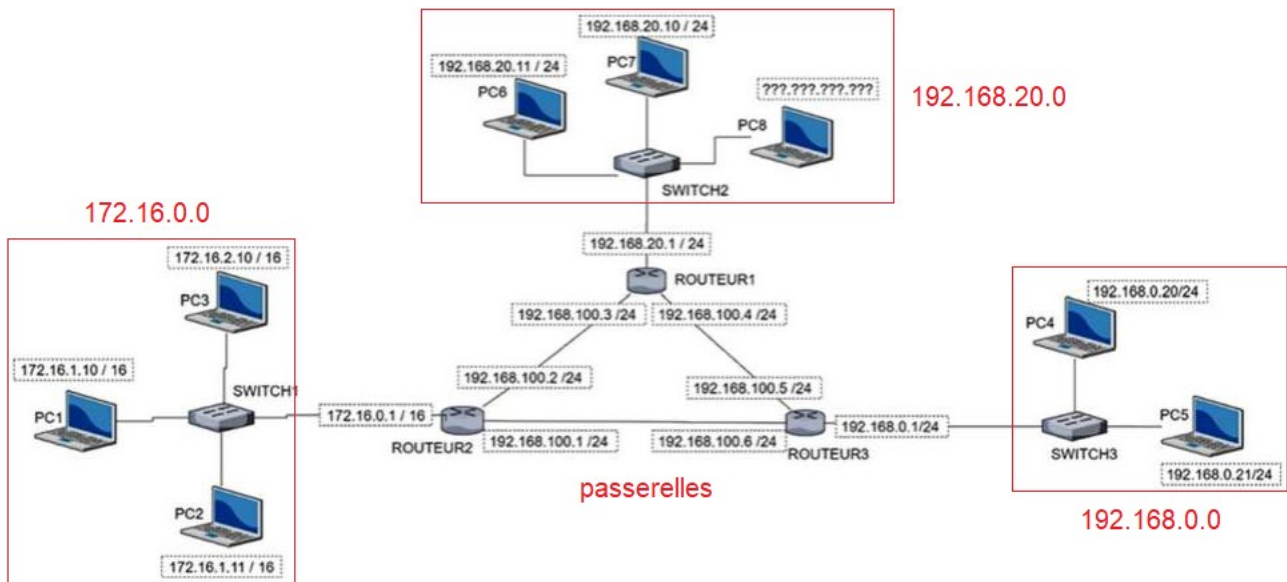 192.168.20.10 / 24
192.168.20.11 / 24
PC7
PC6
???.???.???.???
PC8
192.168.20.0
SWITCH2
172.16.0.0
192.168.20.1 / 24
172.16.2.10 / 16
PC3
ROUTEUR1
192.168.100.3 /24
192.168.100.4 /24
192.168.0.20/24
PC4
172.16.1.10 / 16
PC1
SWITCH1
192.168.100.2 /24
192.168.100.5 /24
172.16.0.1 / 16
ROUTEUR2
192.168.100.1 /24
192.168.100.6 /24
192.168.0.1/24
ROUTEUR3
SWITCH3
PC5
192.168.0.21/24
passerelles
PC2
172.16.1.11 / 16
192.168.0.0